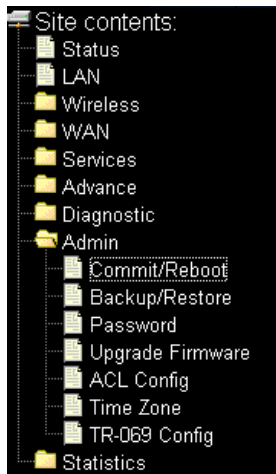 Site contents:
Status
LAN
Wireless
WAN
Services
Advance
Diagnostic
Admin
Commit/Reboot
Backup/Restore
Password
Upgrade Firmware
ACL Config
Time Zone
TR-069 Config
Statistics